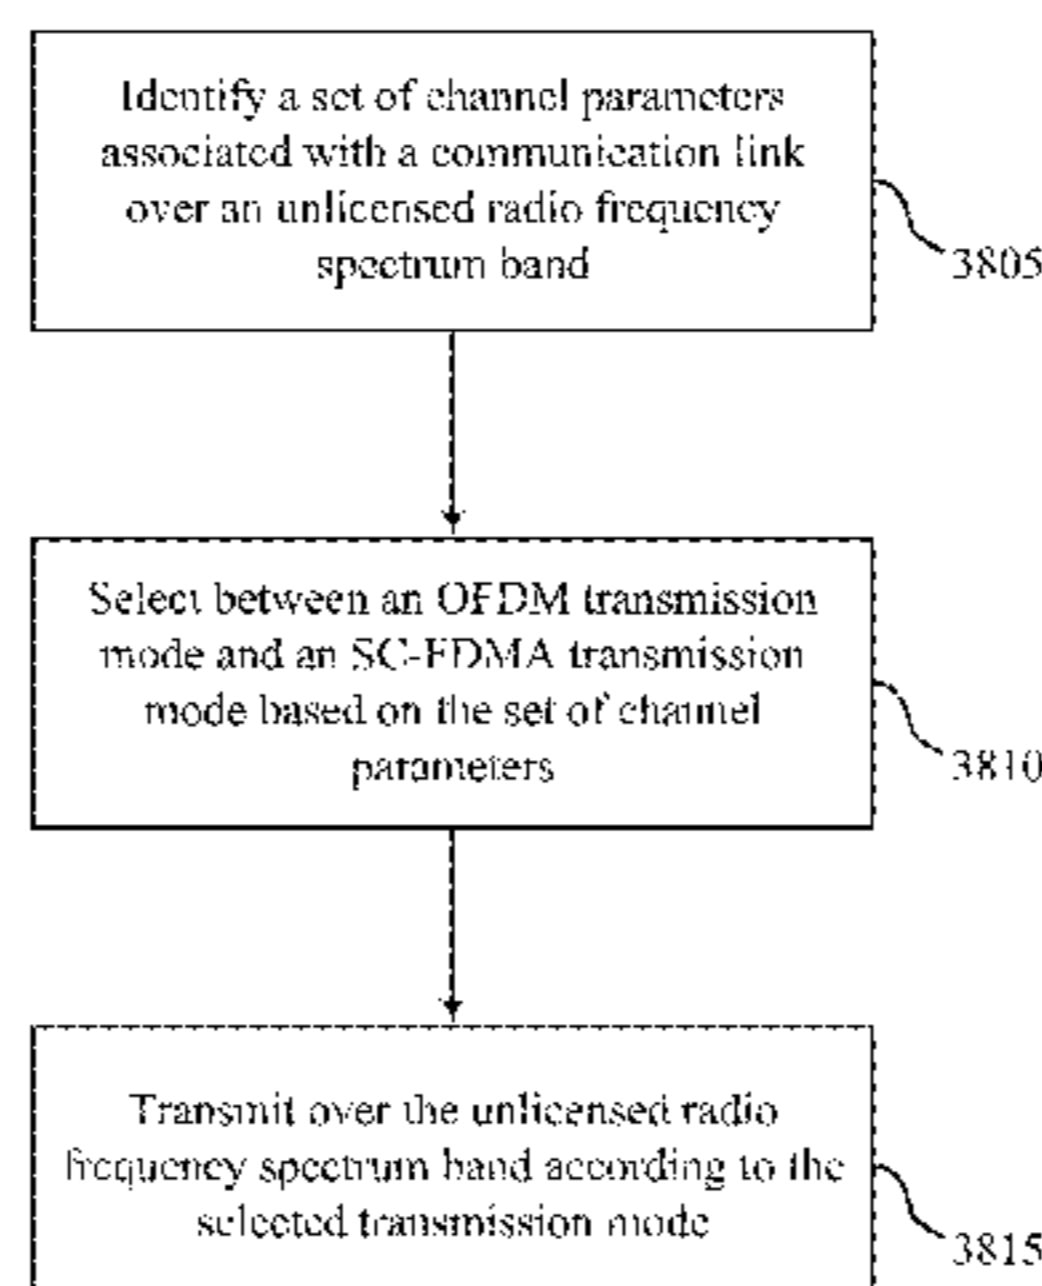 Identify a set of channel parameters
associated with a communication link
over an unlicensed radio frequency
spectrum band
3805
Select between an OFDM transmission
mode and an SC-FDMA transmission
mode based on the set of channel
parameters
3810
Transmit over the unlicensed radio
frequency spectrum band according to the
selected transmission mode
3815